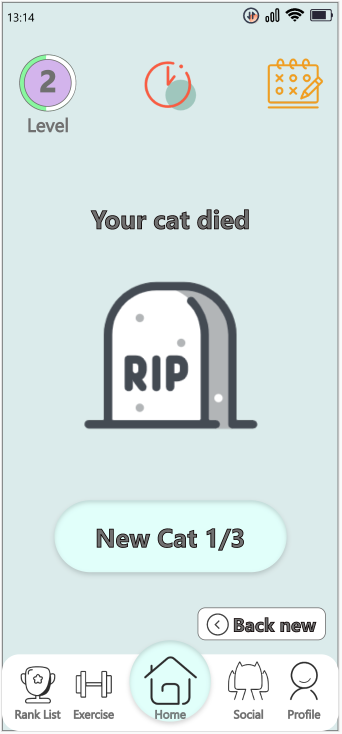 13:14
2
Level
Your cat died
RIP
New Cat 1/3
Back new
Rank List
Exercise
Home
Social
Profile